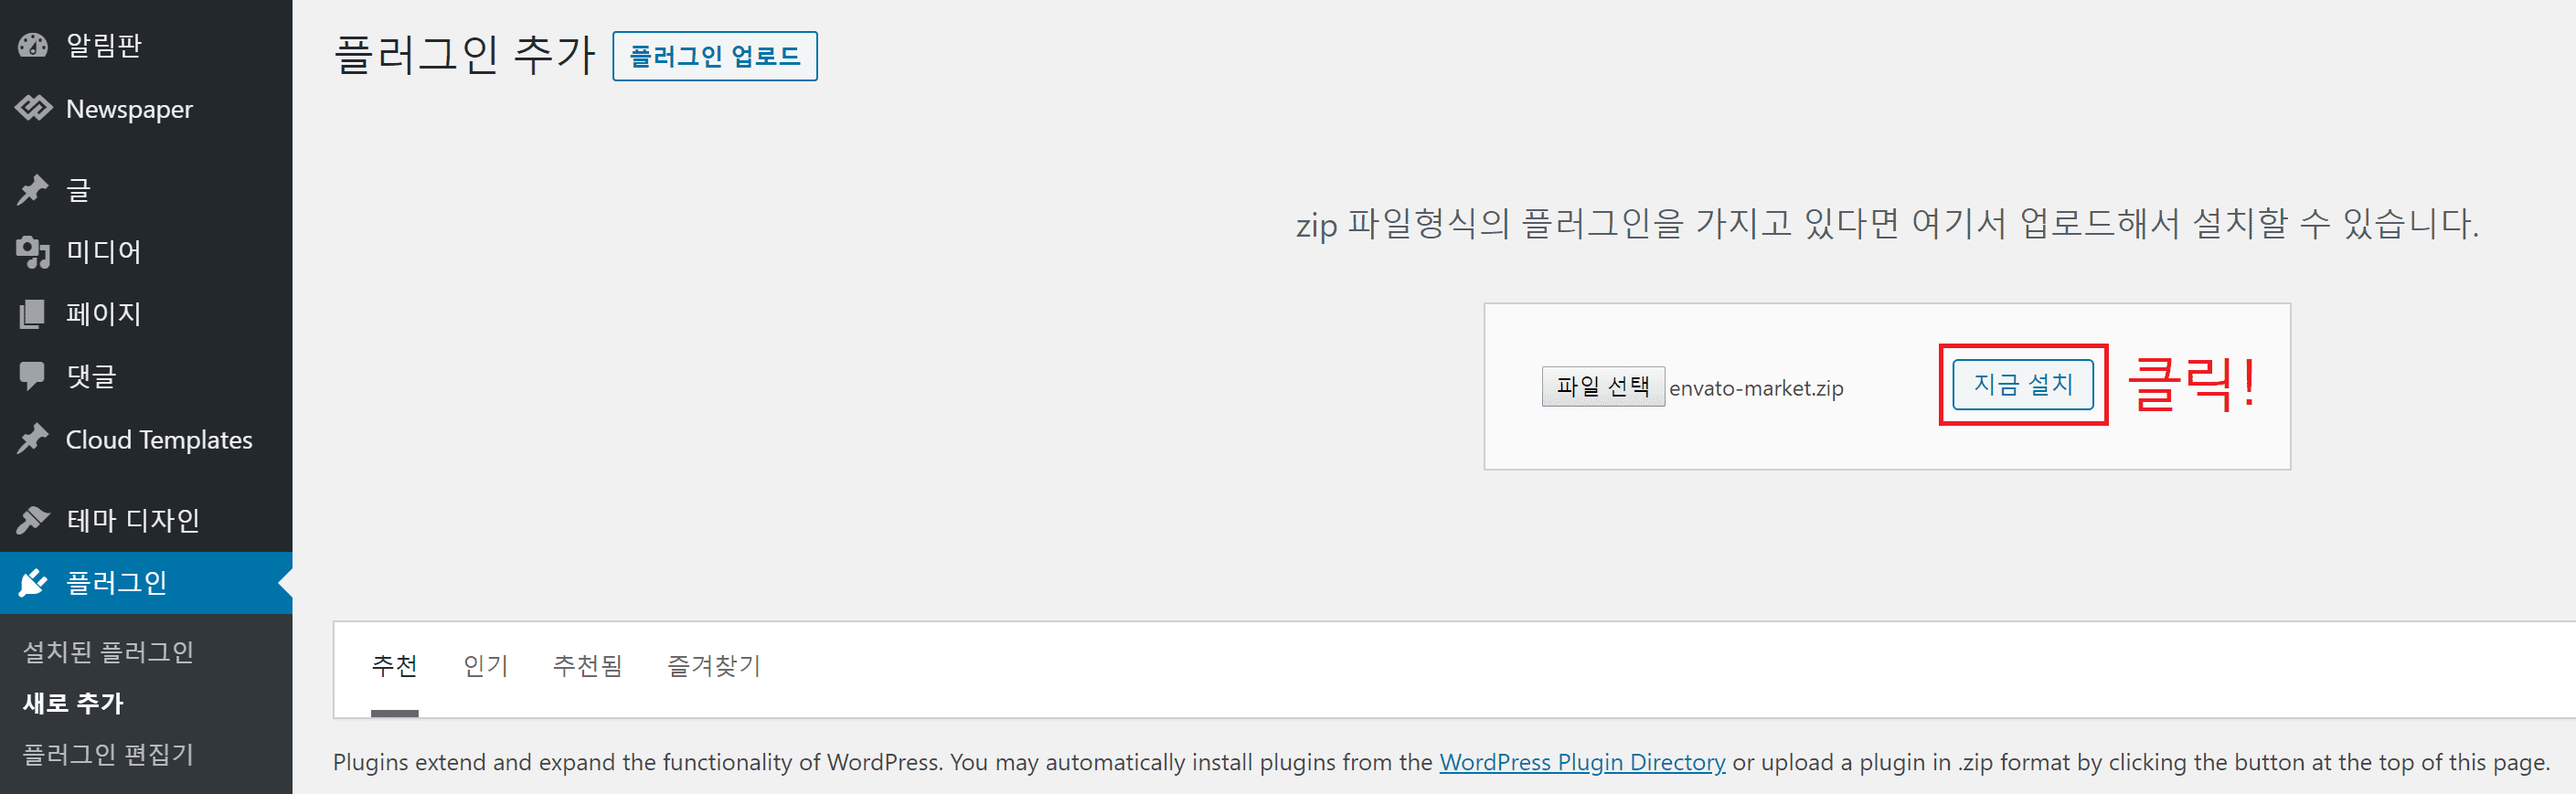 알림판
Newspaper
글
미디어
페이지
댓글
Cloud Templates
테마 디자인
플러그인
설치된 플러그인
새로 추가
플러그인 편집기
플러그인 추가 플러그인 업로드
zip 파일형식의 플러그인을 가지고 있다면 여기서 업로드해서 설치할 수 있습니다.
파일 선택 envato-market.zip 지금 설치 클릭!
추천 인기 추천됨 즐겨찾기
Plugins extend and expand the functionality of WordPress. You may automatically install plugins from the WordPress Plugin Directory or upload a plugin in .zip format by clicking the button at the top of this page.